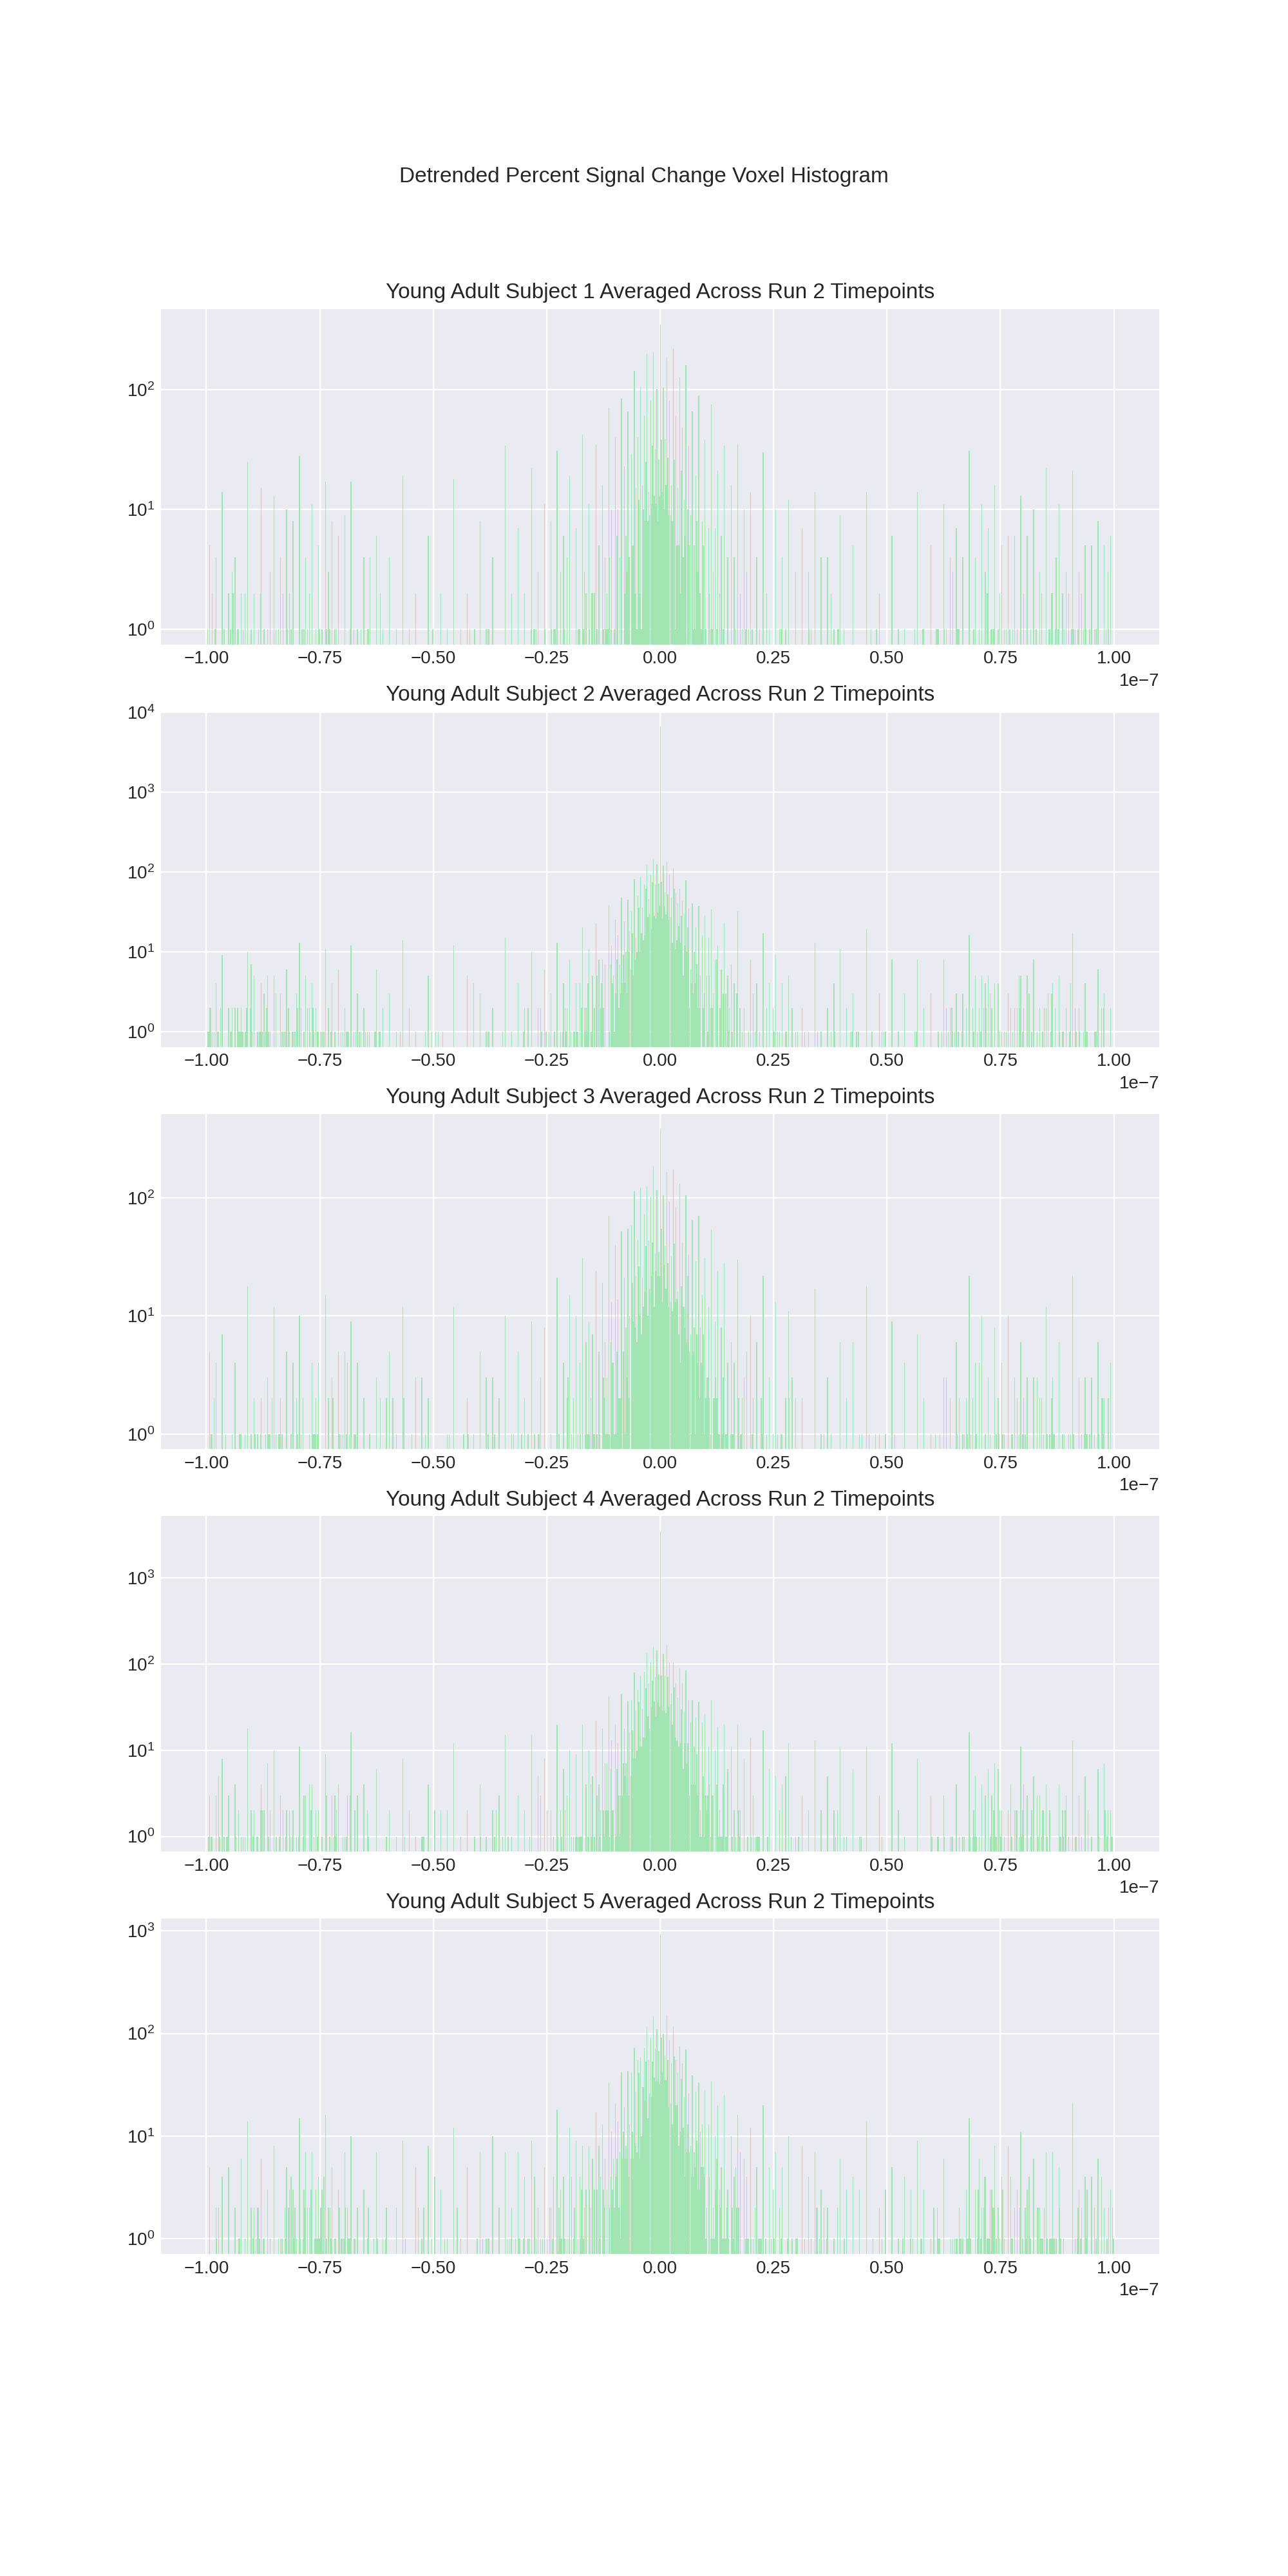 Detrended Percent Signal Change Voxel Histogram
Young Adult Subject 1 Averaged Across Run 2 Timepoints
10²
10¹
10⁰
−1.00 −0.75 −0.50 −0.25 0.00 0.25 0.50 0.75 1.00
1e−7
Young Adult Subject 2 Averaged Across Run 2 Timepoints
10⁴
10³
10²
10¹
10⁰
−1.00 −0.75 −0.50 −0.25 0.00 0.25 0.50 0.75 1.00
1e−7
Young Adult Subject 3 Averaged Across Run 2 Timepoints
10²
10¹
10⁰
−1.00 −0.75 −0.50 −0.25 0.00 0.25 0.50 0.75 1.00
1e−7
Young Adult Subject 4 Averaged Across Run 2 Timepoints
10³
10²
10¹
10⁰
−1.00 −0.75 −0.50 −0.25 0.00 0.25 0.50 0.75 1.00
1e−7
Young Adult Subject 5 Averaged Across Run 2 Timepoints
10³
10²
10¹
10⁰
−1.00 −0.75 −0.50 −0.25 0.00 0.25 0.50 0.75 1.00
1e−7